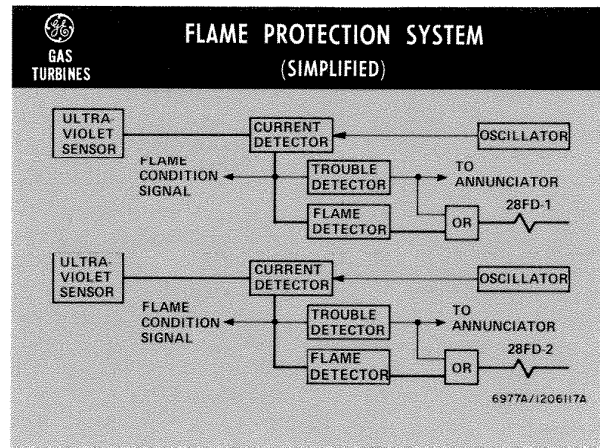 GE
GAS
TURBINES
FLAME PROTECTION SYSTEM
(SIMPLIFIED)
ULTRA-
VIOLET
SENSOR
CURRENT
DETECTOR
OSCILLATOR
FLAME
CONDITION
SIGNAL
TROUBLE
DETECTOR
TO
ANNUNCIATOR
FLAME
DETECTOR
OR
28FD-1
ULTRA-
VIOLET
SENSOR
CURRENT
DETECTOR
OSCILLATOR
FLAME
CONDITION
SIGNAL
TROUBLE
DETECTOR
TO
ANNUNCIATOR
FLAME
DETECTOR
OR
28FD-2
6977A/1206117A